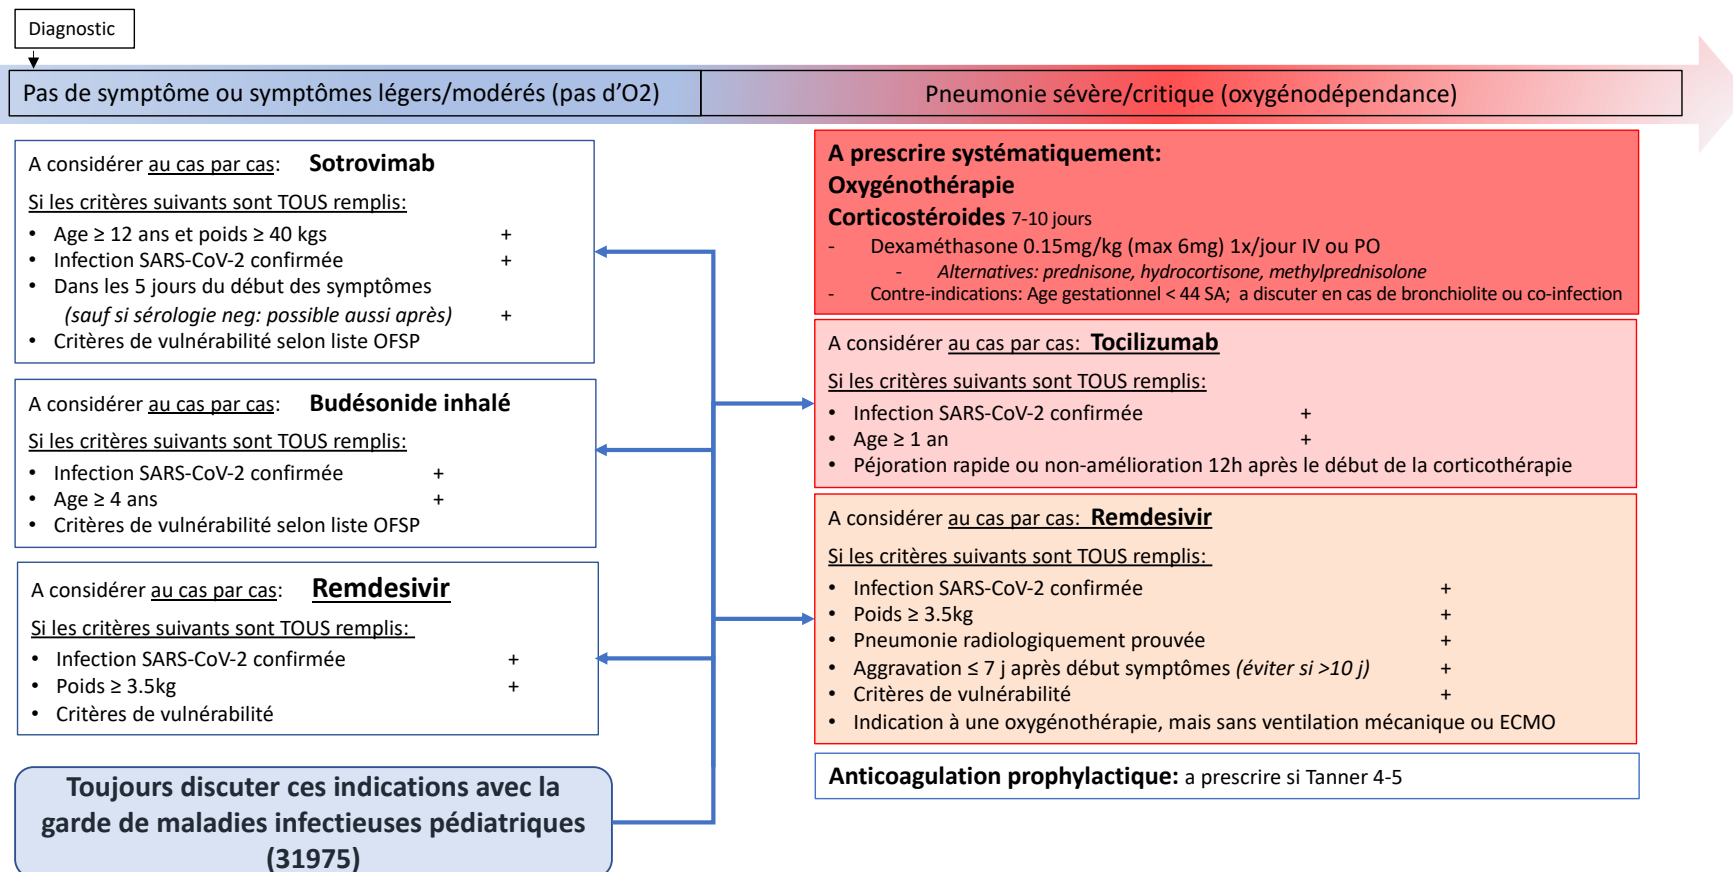 Diagnostic
Pas de symptôme ou symptômes légers/modérés (pas d'O2)
Pneumonie sévère/critique (oxygénodépendance)
A considérer au cas par cas: Sotrovimab
Si les critères suivants sont TOUS remplis:
• Age ≥ 12 ans et poids ≥ 40 kgs +
• Infection SARS-CoV-2 confirmée +
• Dans les 5 jours du début des symptômes
(sauf si sérologie neg: possible aussi après) +
• Critères de vulnérabilité selon liste OFSP
A considérer au cas par cas: Budésonide inhalé
Si les critères suivants sont TOUS remplis:
• Infection SARS-CoV-2 confirmée +
• Age ≥ 4 ans +
• Critères de vulnérabilité selon liste OFSP
A considérer au cas par cas: Remdesivir
Si les critères suivants sont TOUS remplis:
• Infection SARS-CoV-2 confirmée +
• Poids ≥ 3.5kg +
• Critères de vulnérabilité
Toujours discuter ces indications avec la
garde de maladies infectieuses pédiatriques
(31975)
A prescrire systématiquement:
Oxygénothérapie
Corticostéroides 7-10 jours
- Dexaméthasone 0.15mg/kg (max 6mg) 1x/jour IV ou PO
- Alternatives: prednisone, hydrocortisone, methylprednisolone
- Contre-indications: Age gestationnel < 44 SA; a discuter en cas de bronchiolite ou co-infection
A considérer au cas par cas: Tocilizumab
Si les critères suivants sont TOUS remplis:
• Infection SARS-CoV-2 confirmée +
• Age ≥ 1 an +
• Péjoration rapide ou non-amélioration 12h après le début de la corticothérapie
A considérer au cas par cas: Remdesivir
Si les critères suivants sont TOUS remplis:
• Infection SARS-CoV-2 confirmée +
• Poids ≥ 3.5kg +
• Pneumonie radiologiquement prouvée +
• Aggravation ≤ 7 j après début symptômes (éviter si >10 j) +
• Critères de vulnérabilité +
• Indication à une oxygénothérapie, mais sans ventilation mécanique ou ECMO
Anticoagulation prophylactique: a prescrire si Tanner 4-5